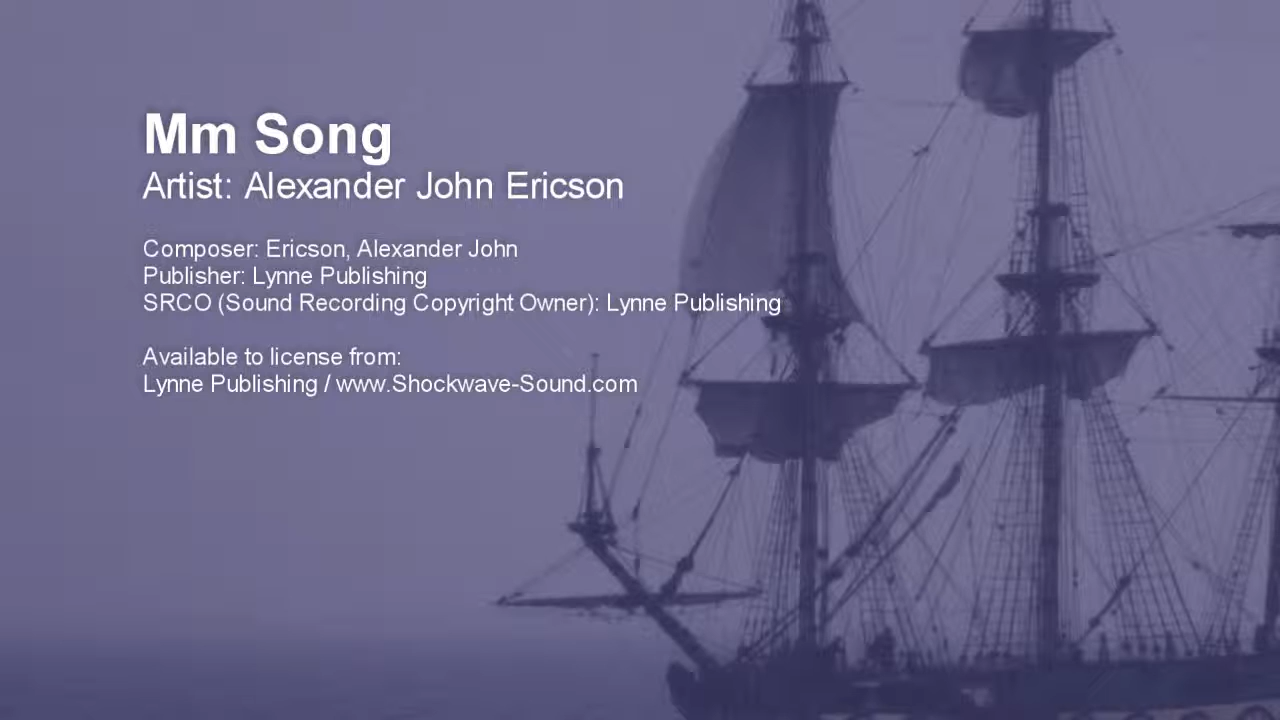 Mm Song
Artist: Alexander John Ericson
Composer: Ericson, Alexander John
Publisher: Lynne Publishing
SRCO (Sound Recording Copyright Owner): Lynne Publishing
Available to license from:
Lynne Publishing / www.Shockwave-Sound.com